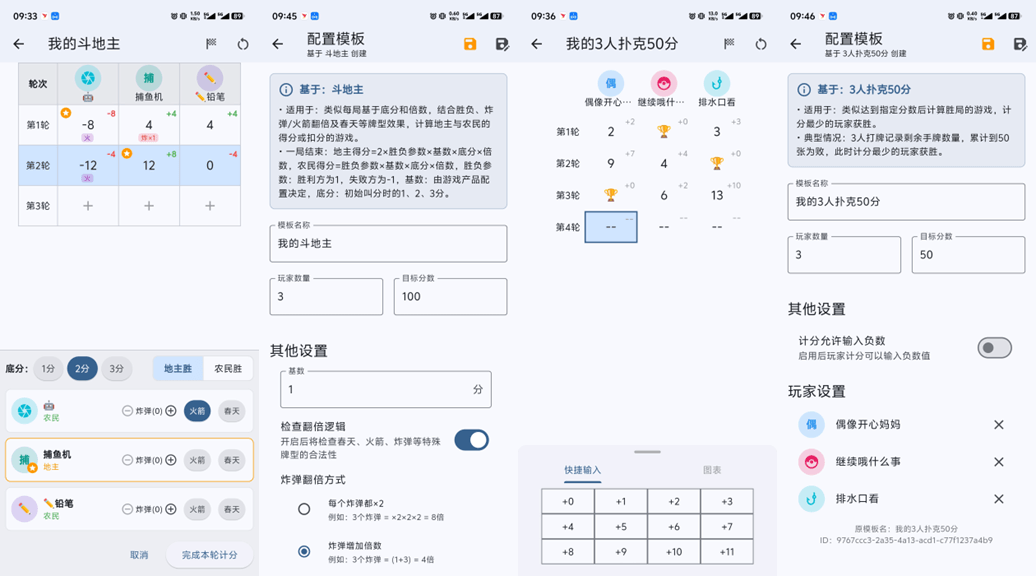 09:33
1.50
KB/s
89
我的斗地主
轮次
🤖
捕
捕鱼机
✏️铅笔
第1轮
-8
-8
火
4
+4
炸×1
4
+4
第2轮
-12
-4
火
12
+8
0
-4
第3轮
+
+
+
底分:
1分
2分
3分
地主胜
农民胜
🤖
农民
炸弹(0)
火箭
春天
捕
捕鱼机
地主
炸弹(0)
火箭
春天
✏️铅笔
农民
炸弹(0)
火箭
春天
取消
完成本轮计分
09:45
0.60
KB/s
87
配置模板
基于 斗地主 创建
基于：斗地主
• 适用于：类似每局基于底分和倍数，结合胜负、炸
弹/火箭翻倍及春天等牌型效果，计算地主与农民的
得分或扣分的游戏。
• 一局结束：地主得分=2×胜负参数×基数×底分×倍
数，农民得分=胜负参数×基数×底分×倍数，胜负参
数：胜利方为1，失败方为-1，基数：由游戏产品配
置决定，底分：初始叫分时的1、2、3分。
模板名称
我的斗地主
玩家数量
3
目标分数
100
其他设置
基数
1
分
检查翻倍逻辑
开启后将检查春天、火箭、炸弹等特殊
牌型的合法性
炸弹翻倍方式
每个炸弹都×2
例如：3个炸弹 = ×2×2×2 = 8倍
炸弹增加倍数
例如：3个炸弹 = (1+3) = 4倍
09:36
13.0
KB/s
89
我的3人扑克50分
偶
偶像开心…
继续哦什…
排水口看
第1轮
2
+2
🏆
+0
3
+3
第2轮
9
+7
4
+4
🏆
+0
第3轮
🏆
+0
6
+2
13
+10
第4轮
--
--
--
--
--
--
快捷输入
图表
+0
+1
+2
+3
+4
+5
+6
+7
+8
+9
+10
+11
09:46
0.40
KB/s
87
配置模板
基于 3人扑克50分 创建
基于：3人扑克50分
• 适用于：类似达到指定分数后计算胜局的游戏，计
分最少的玩家获胜。
• 典型情况：3人打牌记录剩余手牌数量，累计到50
张为败，此时计分最少的玩家获胜。
模板名称
我的3人扑克50分
玩家数量
3
目标分数
50
其他设置
计分允许输入负数
启用后玩家计分可以输入负数值
玩家设置
偶
偶像开心妈妈
继续哦什么事
排水口看
原模板名：我的3人扑克50分
ID：9767ccc3-2a35-4a13-acd1-c77f1237a4b9